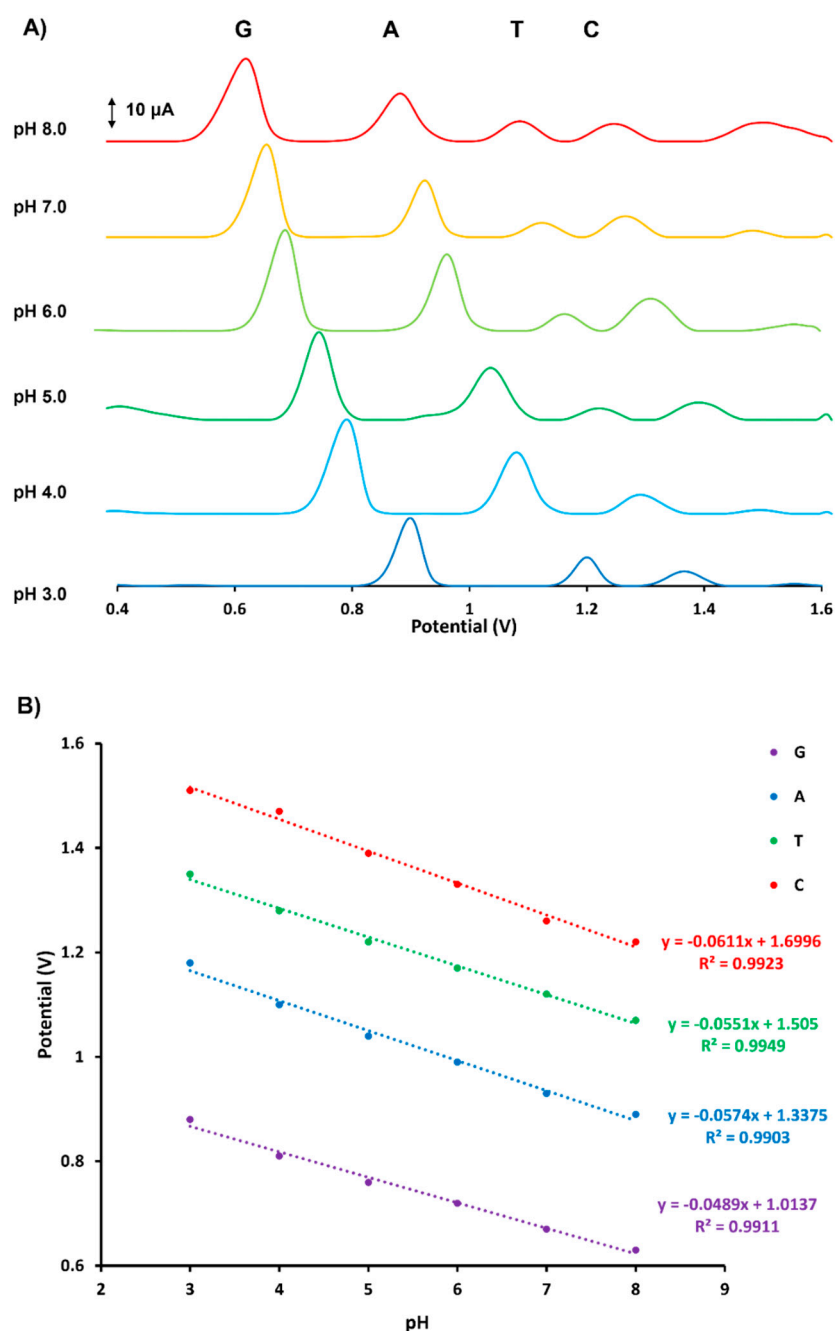 A)
G A T C
10 µA
pH 8.0
pH 7.0
pH 6.0
pH 5.0
pH 4.0
pH 3.0
0.4 0.6 0.8 1 1.2 1.4 1.6
Potential (V)
B)
1.6
1.4
1.2
1
0.8
0.6
Potential (V)
G
A
T
C
y = -0.0611x + 1.6996
R² = 0.9923
y = -0.0551x + 1.505
R² = 0.9949
y = -0.0574x + 1.3375
R² = 0.9903
y = -0.0489x + 1.0137
R² = 0.9911
2 3 4 5 6 7 8 9
pH